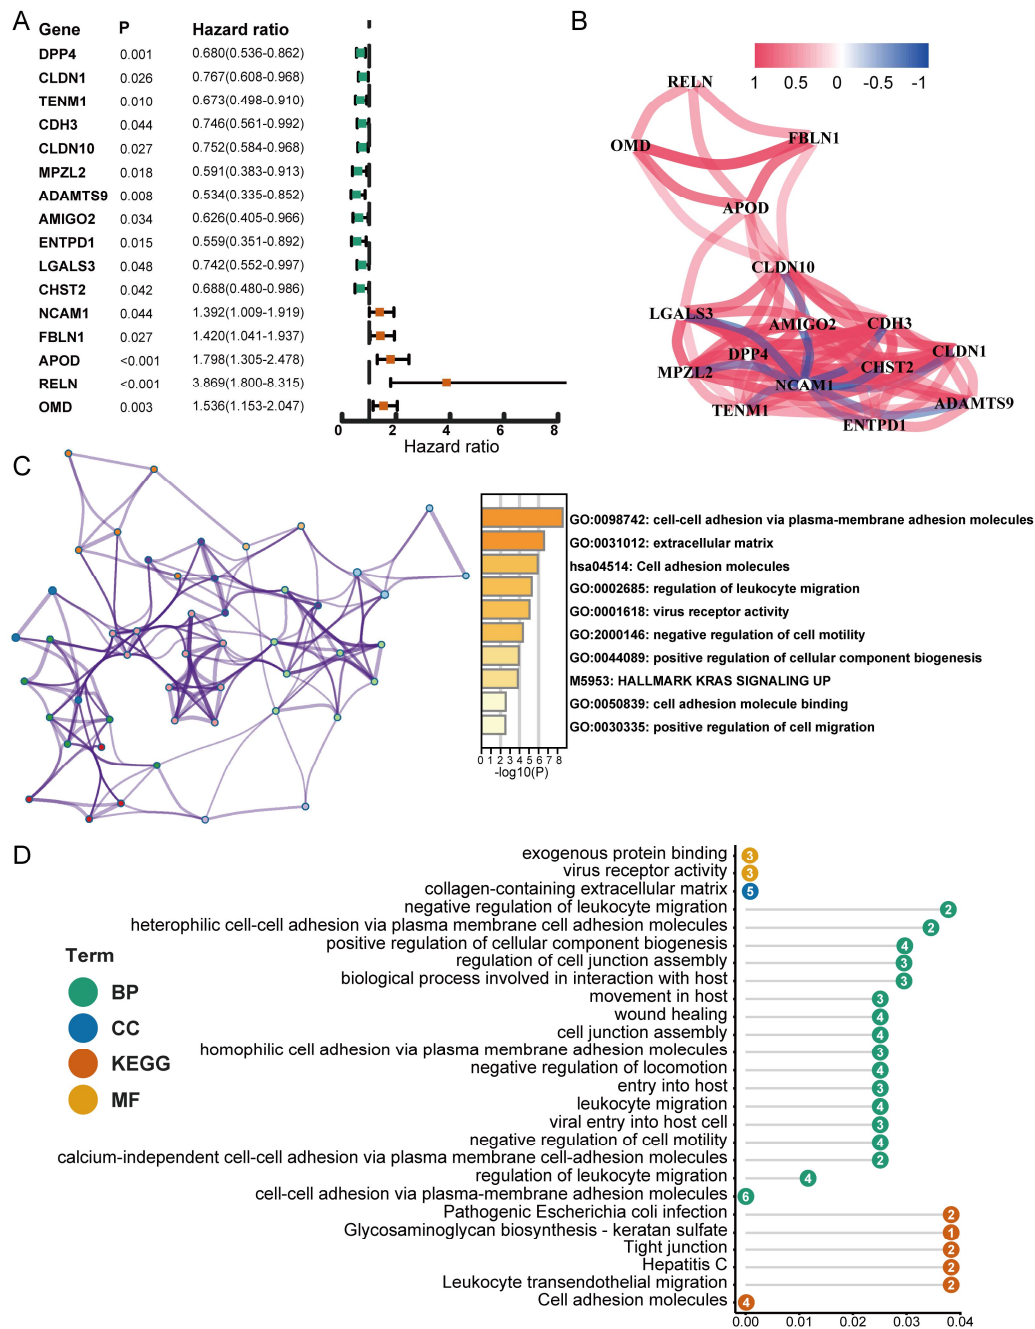 A
Gene P Hazard ratio
DPP4 0.001 0.680(0.536-0.862)
CLDN1 0.026 0.767(0.608-0.968)
TENM1 0.010 0.673(0.498-0.910)
CDH3 0.044 0.746(0.561-0.992)
CLDN10 0.027 0.752(0.584-0.968)
MPZL2 0.018 0.591(0.383-0.913)
ADAMTS9 0.008 0.534(0.335-0.852)
AMIGO2 0.034 0.626(0.405-0.966)
ENTPD1 0.015 0.559(0.351-0.892)
LGALS3 0.048 0.742(0.552-0.997)
CHST2 0.042 0.688(0.480-0.986)
NCAM1 0.044 1.392(1.009-1.919)
FBLN1 0.027 1.420(1.041-1.937)
APOD <0.001 1.798(1.305-2.478)
RELN <0.001 3.869(1.800-8.315)
OMD 0.003 1.536(1.153-2.047)
0 2 4 6 8
Hazard ratio
B
1 0.5 0 -0.5 -1
RELN
OMD
FBLN1
APOD
CLDN10
LGALS3
AMIGO2
CDH3
DPP4
CLDN1
MPZL2
CHST2
NCAM1
TENM1
ADAMTS9
ENTPD1
C
GO:0098742: cell-cell adhesion via plasma-membrane adhesion molecules
GO:0031012: extracellular matrix
hsa04514: Cell adhesion molecules
GO:0002685: regulation of leukocyte migration
GO:0001618: virus receptor activity
GO:2000146: negative regulation of cell motility
GO:0044089: positive regulation of cellular component biogenesis
M5953: HALLMARK KRAS SIGNALING UP
GO:0050839: cell adhesion molecule binding
GO:0030335: positive regulation of cell migration
0 1 2 3 4 5 6 7 8
-log10(P)
D
Term
BP
CC
KEGG
MF
exogenous protein binding 3
virus receptor activity 3
collagen-containing extracellular matrix 5
negative regulation of leukocyte migration 2
heterophilic cell-cell adhesion via plasma membrane cell adhesion molecules 2
positive regulation of cellular component biogenesis 4
regulation of cell junction assembly 3
biological process involved in interaction with host 3
movement in host 3
wound healing 4
cell junction assembly 4
homophilic cell adhesion via plasma membrane adhesion molecules 3
negative regulation of locomotion 4
entry into host 3
leukocyte migration 4
viral entry into host cell 3
negative regulation of cell motility 4
calcium-independent cell-cell adhesion via plasma membrane cell-adhesion molecules 2
regulation of leukocyte migration 4
cell-cell adhesion via plasma-membrane adhesion molecules 6
Pathogenic Escherichia coli infection 2
Glycosaminoglycan biosynthesis - keratan sulfate 1
Tight junction 2
Hepatitis C 2
Leukocyte transendothelial migration 2
Cell adhesion molecules 4
0.00 0.01 0.02 0.03 0.04